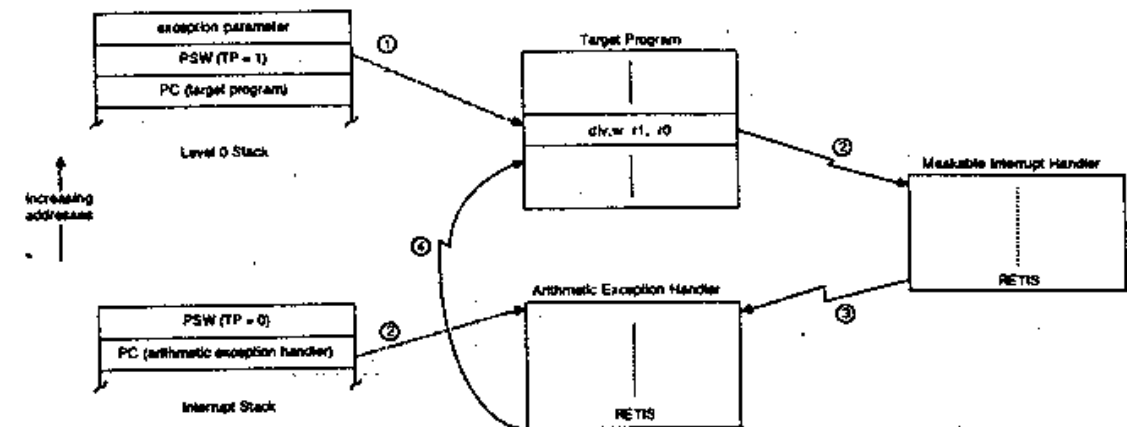 exception parameter
PSW (TP = 1)
PC (target program)
Level 0 Stack
Increasing
addresses
PSW (TP = 0)
PC (arithmetic exception handler)
Interrupt Stack
①
Target Program
div.w r1, r0
②
Maskable Interrupt Handler
RETIS
③
④
②
Arithmetic Exception Handler
RETIS